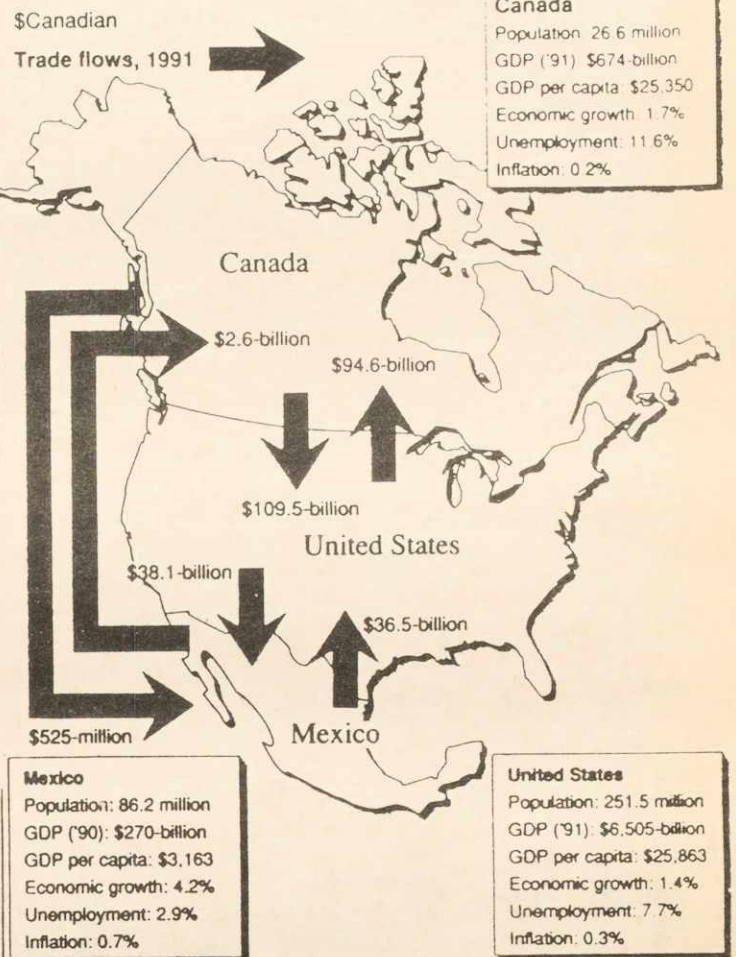 $Canadian
Trade flows, 1991
Canada
Population 26.6 million
GDP ('91) $674-billion
GDP per capita: $25,350
Economic growth 1.7%
Unemployment: 11.6%
Inflation: 0.2%
Canada
$2.6-billion
$94.6-billion
$109.5-billion
United States
$38.1-billion
$36.5-billion
$525-million
Mexico
Mexico
Population: 86.2 million
GDP ('90): $270-billion
GDP per capita: $3,163
Economic growth: 4.2%
Unemployment: 2.9%
Inflation: 0.7%
United States
Population: 251.5 million
GDP ('91): $6,505-billion
GDP per capita: $25,863
Economic growth: 1.4%
Unemployment: 7.7%
Inflation: 0.3%